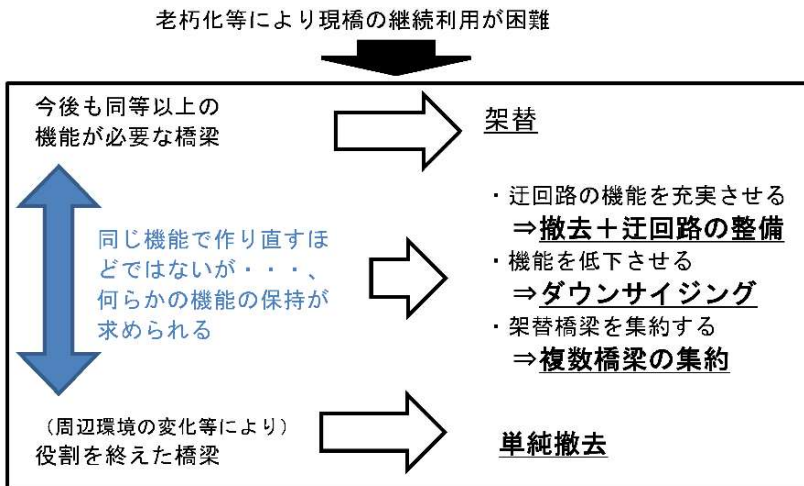 老朽化等により現橋の継続利用が困難
今後も同等以上の
機能が必要な橋梁
架替
同じ機能で作り直すほ
どではないが・・・、
何らかの機能の保持が
求められる
・迂回路の機能を充実させる
⇒撤去＋迂回路の整備
・機能を低下させる
⇒ダウンサイジング
・架替橋梁を集約する
⇒複数橋梁の集約
（周辺環境の変化等により）
役割を終えた橋梁
単純撤去